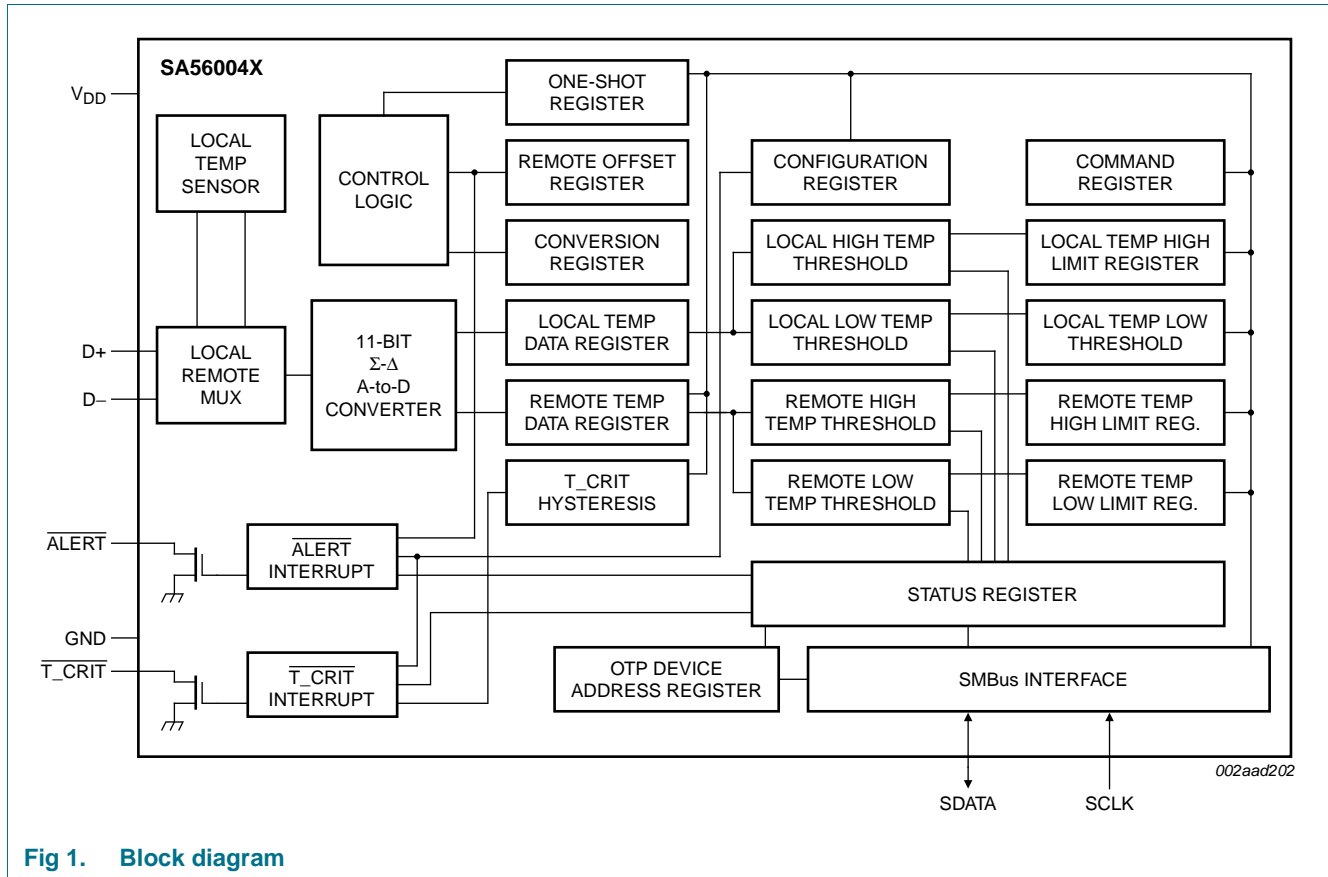 SA56004X
V_DD
LOCAL
TEMP
SENSOR
CONTROL
LOGIC
ONE-SHOT
REGISTER
REMOTE OFFSET
REGISTER
CONVERSION
REGISTER
CONFIGURATION
REGISTER
COMMAND
REGISTER
LOCAL HIGH TEMP
THRESHOLD
LOCAL TEMP HIGH
LIMIT REGISTER
D+
D−
LOCAL
REMOTE
MUX
11-BIT
Σ-Δ
A-to-D
CONVERTER
LOCAL TEMP
DATA REGISTER
LOCAL LOW TEMP
THRESHOLD
LOCAL TEMP LOW
THRESHOLD
REMOTE TEMP
DATA REGISTER
REMOTE HIGH
TEMP THRESHOLD
REMOTE TEMP
HIGH LIMIT REG.
T_CRIT
HYSTERESIS
REMOTE LOW
TEMP THRESHOLD
REMOTE TEMP
LOW LIMIT REG.
ALERT
ALERT
INTERRUPT
STATUS REGISTER
GND
T_CRIT
T_CRIT
INTERRUPT
OTP DEVICE
ADDRESS REGISTER
SMBus INTERFACE
002aad202
SDATA
SCLK
Fig 1. Block diagram